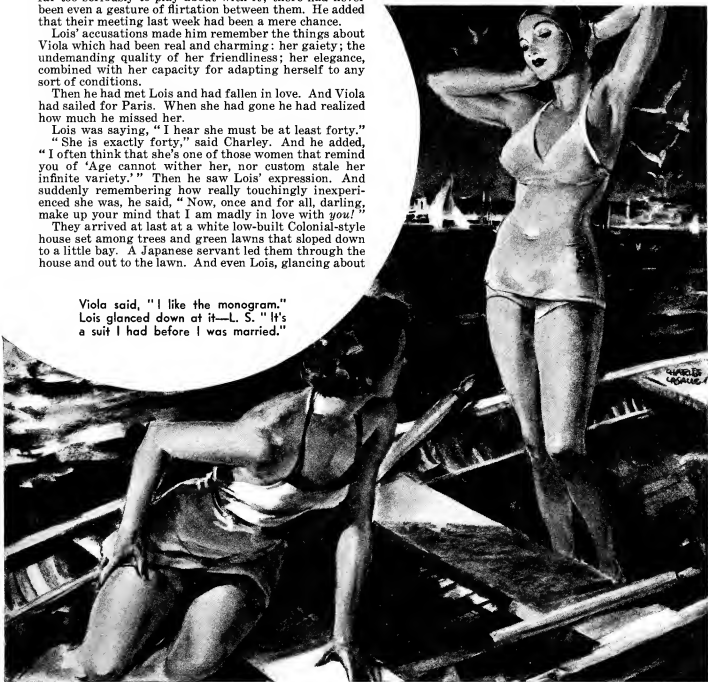 been even a gesture of flirtation between them. He added
that their meeting last week had been a mere chance.
Lois' accusations made him remember the things about
Viola which had been real and charming: her gaiety; the
undemanding quality of her friendliness; her elegance,
combined with her capacity for adapting herself to any
sort of conditions.
Then he had met Lois and had fallen in love. And Viola
had sailed for Paris. When she had gone he had realized
how much he missed her.
Lois was saying, "I hear she must be at least forty."
"She is exactly forty," said Charley. And he added,
"I often think that she's one of those women that remind
you of 'Age cannot wither her, nor custom stale her
infinite variety.'" Then he saw Lois' expression. And
suddenly remembering how really touchingly inexperi-
enced she was, he said, "Now, once and for all, darling,
make up your mind that I am madly in love with you!"
They arrived at last at a white low-built Colonial-style
house set among trees and green lawns that sloped down
to a little bay. A Japanese servant led them through the
house and out to the lawn. And even Lois, glancing about
Viola said, "I like the monogram."
Lois glanced down at it—L. S. "It's
a suit I had before I was married."
CHARLES
LASALLE